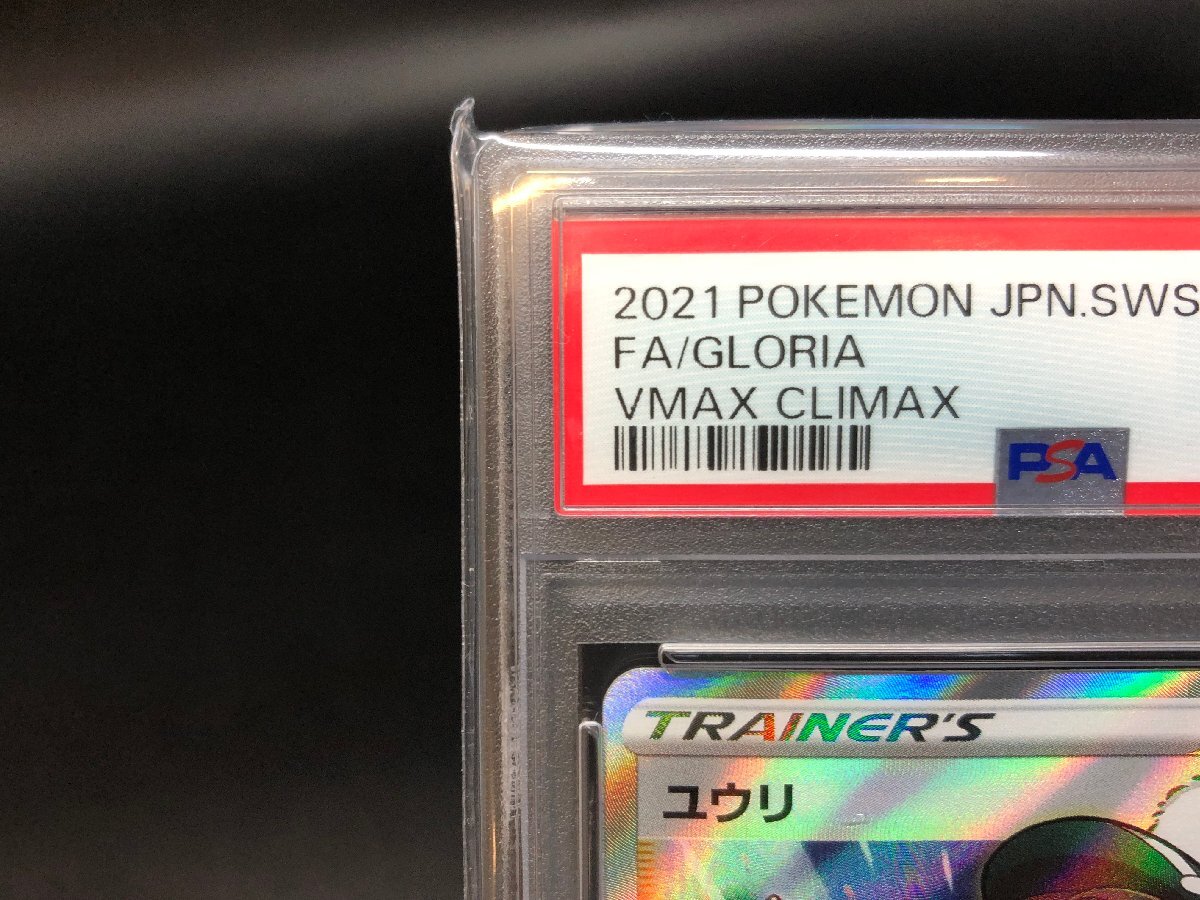 2021 POKEMON JPN.SWS
FA/GLORIA
VMAX CLIMAX
PSA
TRAINER'S
ユウリ